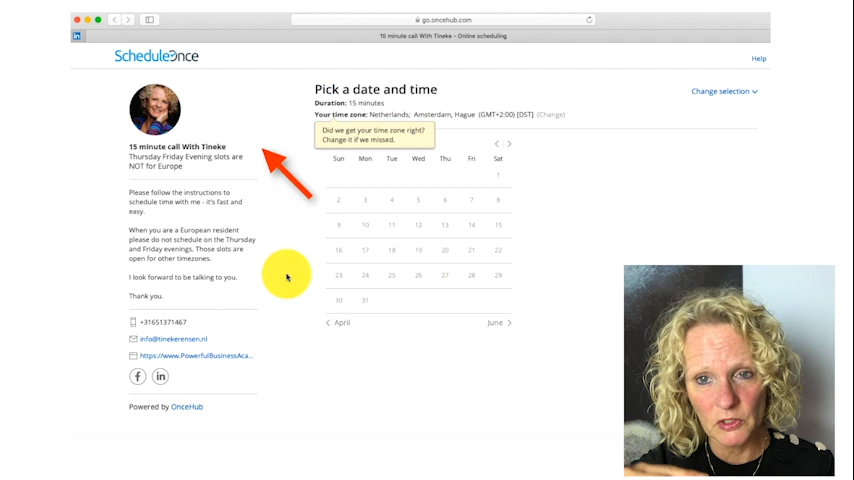 go.oncehub.com
15 minute call With Tineke - Online scheduling
ScheduleOnce
Help
15 minute call With Tineke
Thursday Friday Evening slots are
NOT for Europe
Please follow the instructions to
schedule time with me - it's fast and
easy.
When you are a European resident
please do not schedule on the Thursday
and Friday evenings. Those slots are
open for other timezones.
I look forward to be talking to you.
Thank you.
+31651371467
info@tinekerensen.nl
https://www.PowerfulBusinessAca...
Powered by OnceHub
Pick a date and time
Change selection
Duration: 15 minutes
Your time zone: Netherlands; Amsterdam, Hague (GMT+2:00) [DST] (Change)
Did we get your time zone right?
Change it if we missed.
Sun Mon Tue Wed Thu Fri Sat
1
2 3 4 5 6 7 8
9 10 11 12 13 14 15
16 17 18 19 20 21 22
23 24 25 26 27 28 29
30 31
April June